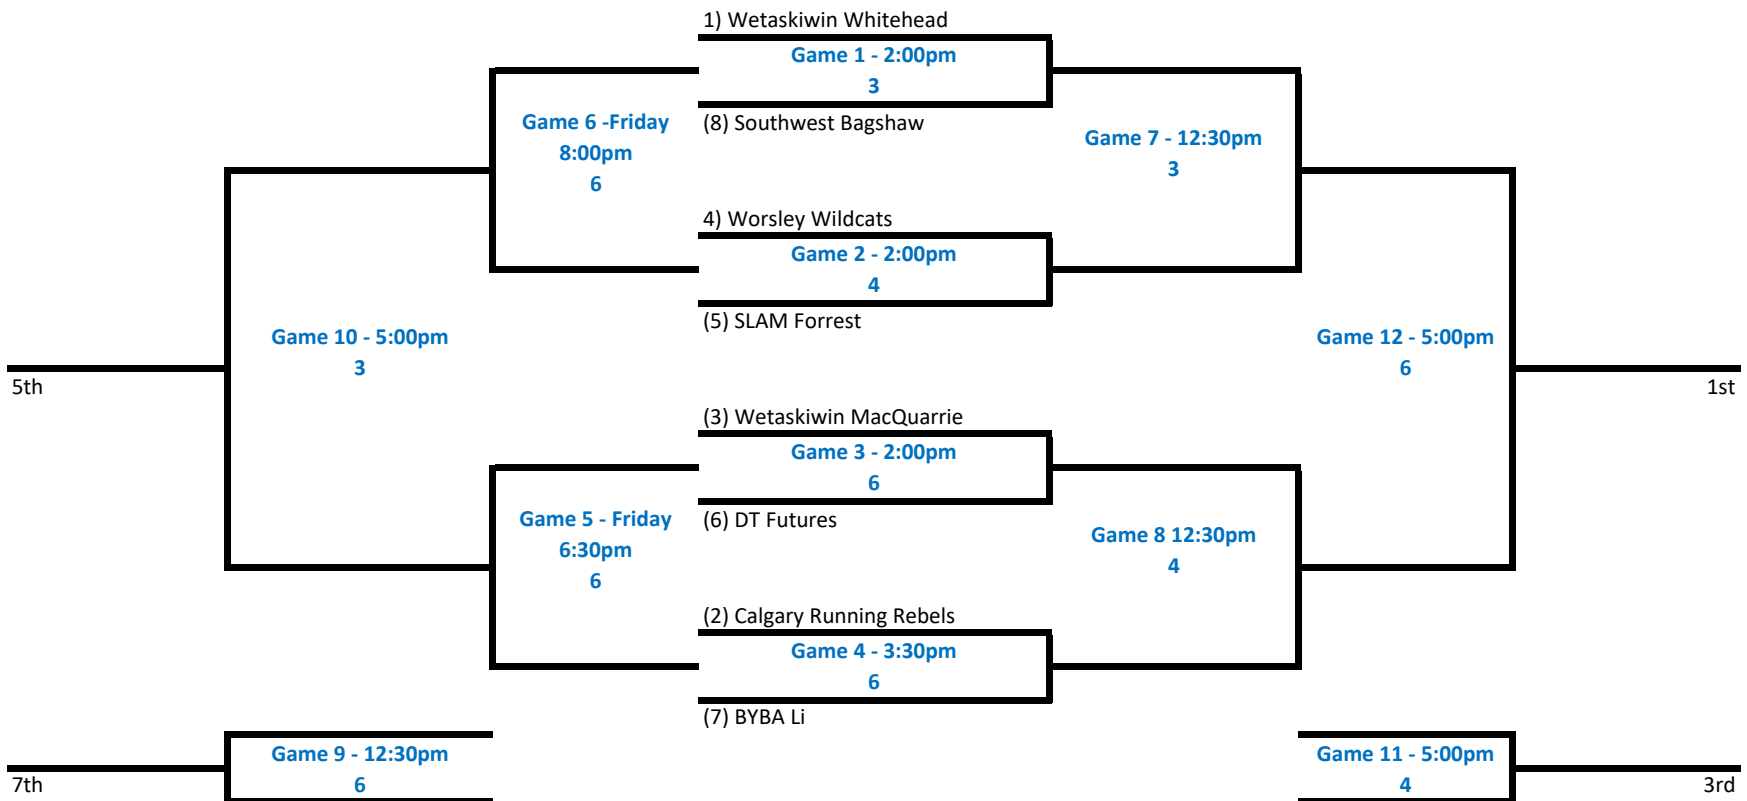 1) Wetaskiwin Whitehead
Game 1 - 2:00pm
3
(8) Southwest Bagshaw
Game 6 -Friday
8:00pm
6
Game 7 - 12:30pm
3
4) Worsley Wildcats
Game 2 - 2:00pm
4
(5) SLAM Forrest
Game 10 - 5:00pm
3
Game 12 - 5:00pm
6
5th
1st
(3) Wetaskiwin MacQuarrie
Game 3 - 2:00pm
6
(6) DT Futures
Game 5 - Friday
6:30pm
6
Game 8 12:30pm
4
(2) Calgary Running Rebels
Game 4 - 3:30pm
6
(7) BYBA Li
Game 9 - 12:30pm
6
7th
Game 11 - 5:00pm
4
3rd